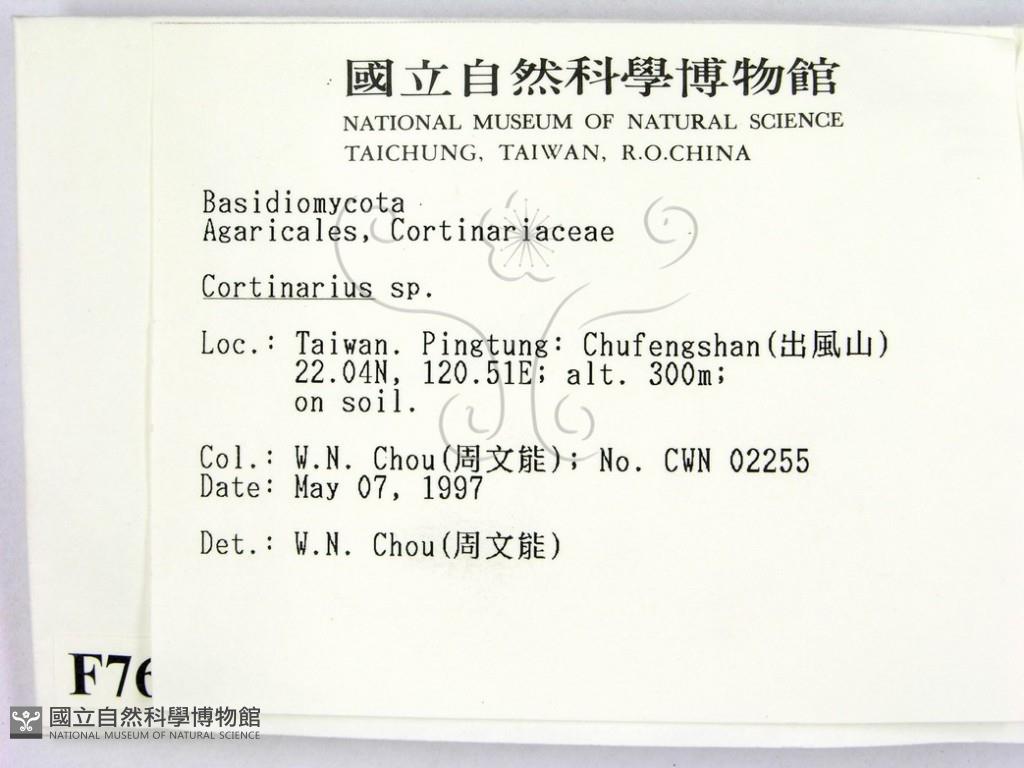 國立自然科學博物館
NATIONAL MUSEUM OF NATURAL SCIENCE
TAICHUNG, TAIWAN, R.O.CHINA
Basidiomycota
Agaricales, Cortinariaceae
Cortinarius sp.
Loc.: Taiwan. Pingtung: Chufengshan(出風山)
22.04N, 120.51E; alt. 300m;
on soil.
Col.: W.N. Chou(周文能); No. CWN 02255
Date: May 07, 1997
Det.: W.N. Chou(周文能)
F76
國立自然科學博物館
NATIONAL MUSEUM OF NATURAL SCIENCE